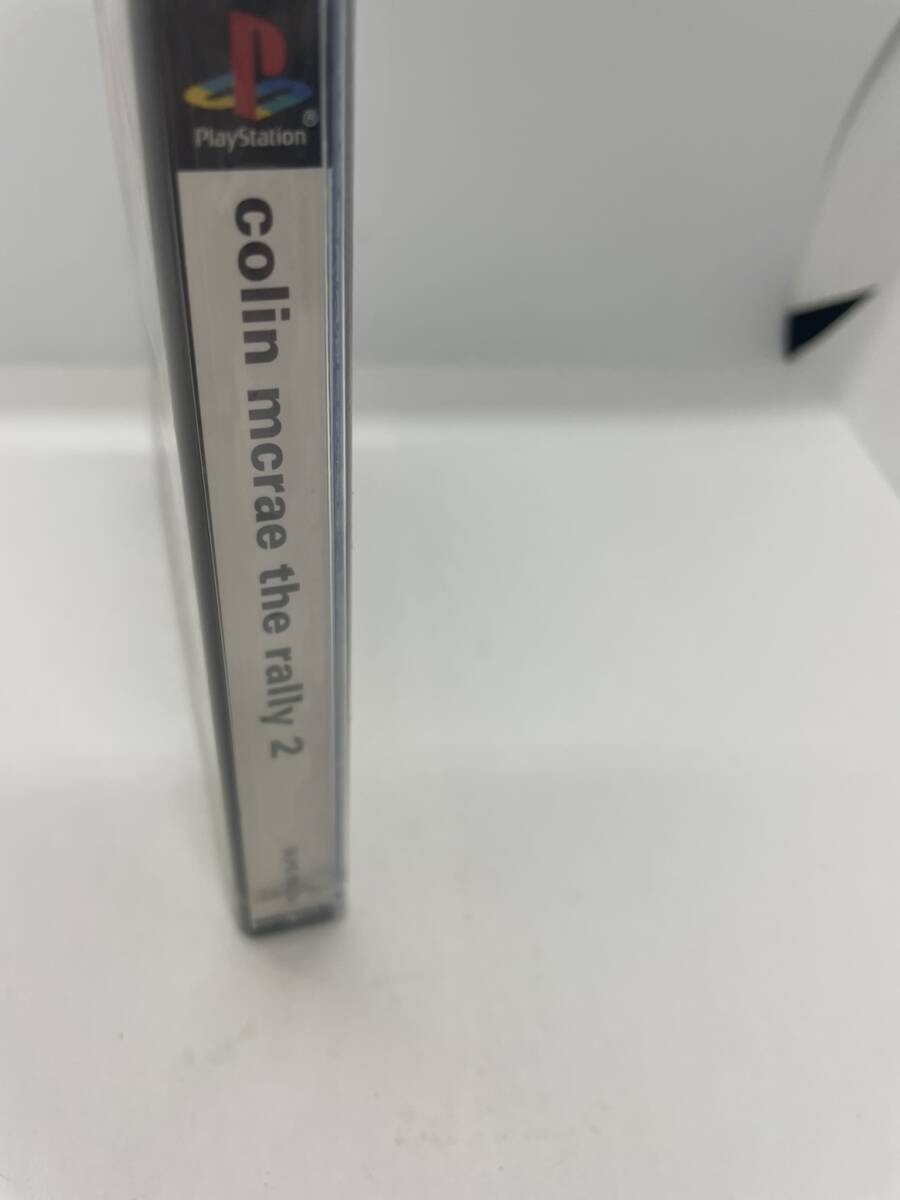 PlayStation
®
colin mcrae the rally 2